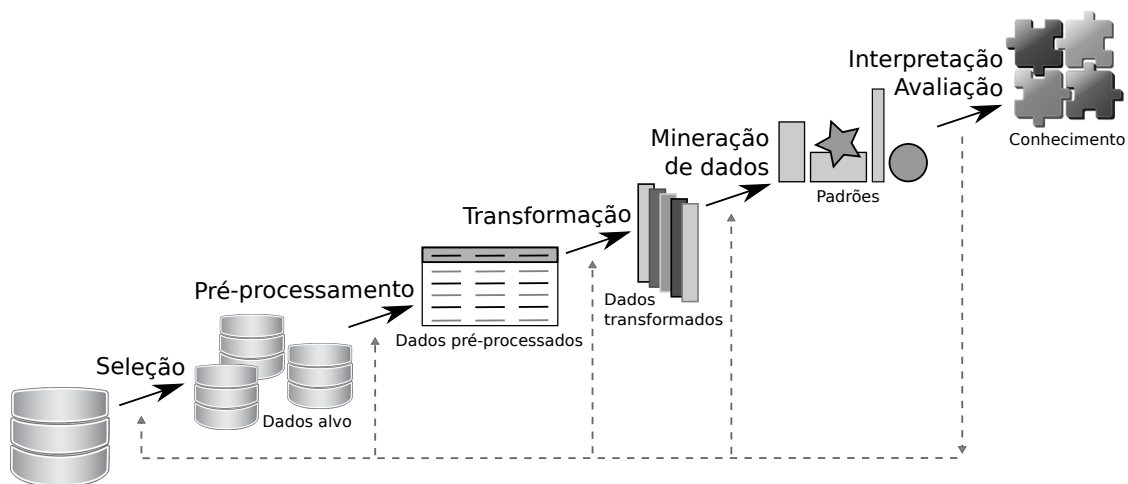 Interpretação
Avaliação
Conhecimento
Mineração
de dados
Padrões
Transformação
Dados
transformados
Pré-processamento
Dados pré-processados
Seleção
Dados alvo